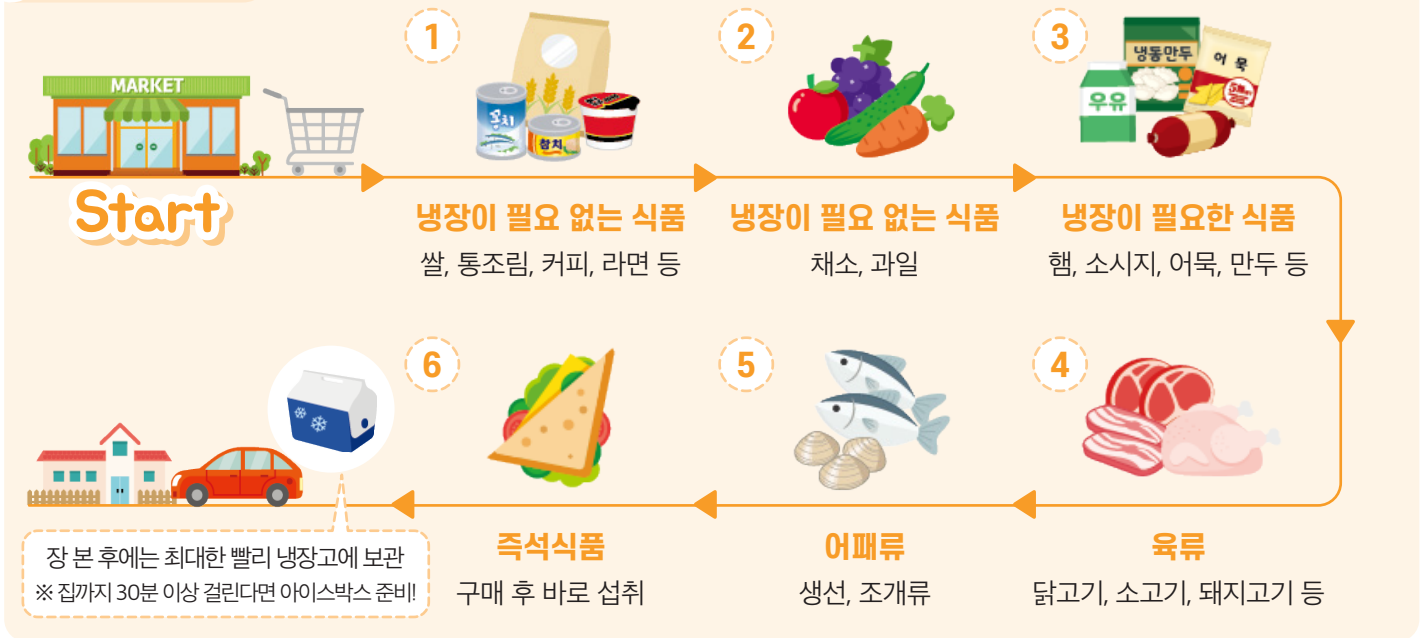 MARKET
Start
1
꽁치
참치
냉장이 필요 없는 식품
쌀, 통조림, 커피, 라면 등
2
냉장이 필요 없는 식품
채소, 과일
3
냉동만두
어묵
우유
냉장이 필요한 식품
햄, 소시지, 어묵, 만두 등
4
육류
닭고기, 소고기, 돼지고기 등
5
어패류
생선, 조개류
6
즉석식품
구매 후 바로 섭취
장 본 후에는 최대한 빨리 냉장고에 보관
※ 집까지 30분 이상 걸린다면 아이스박스 준비!